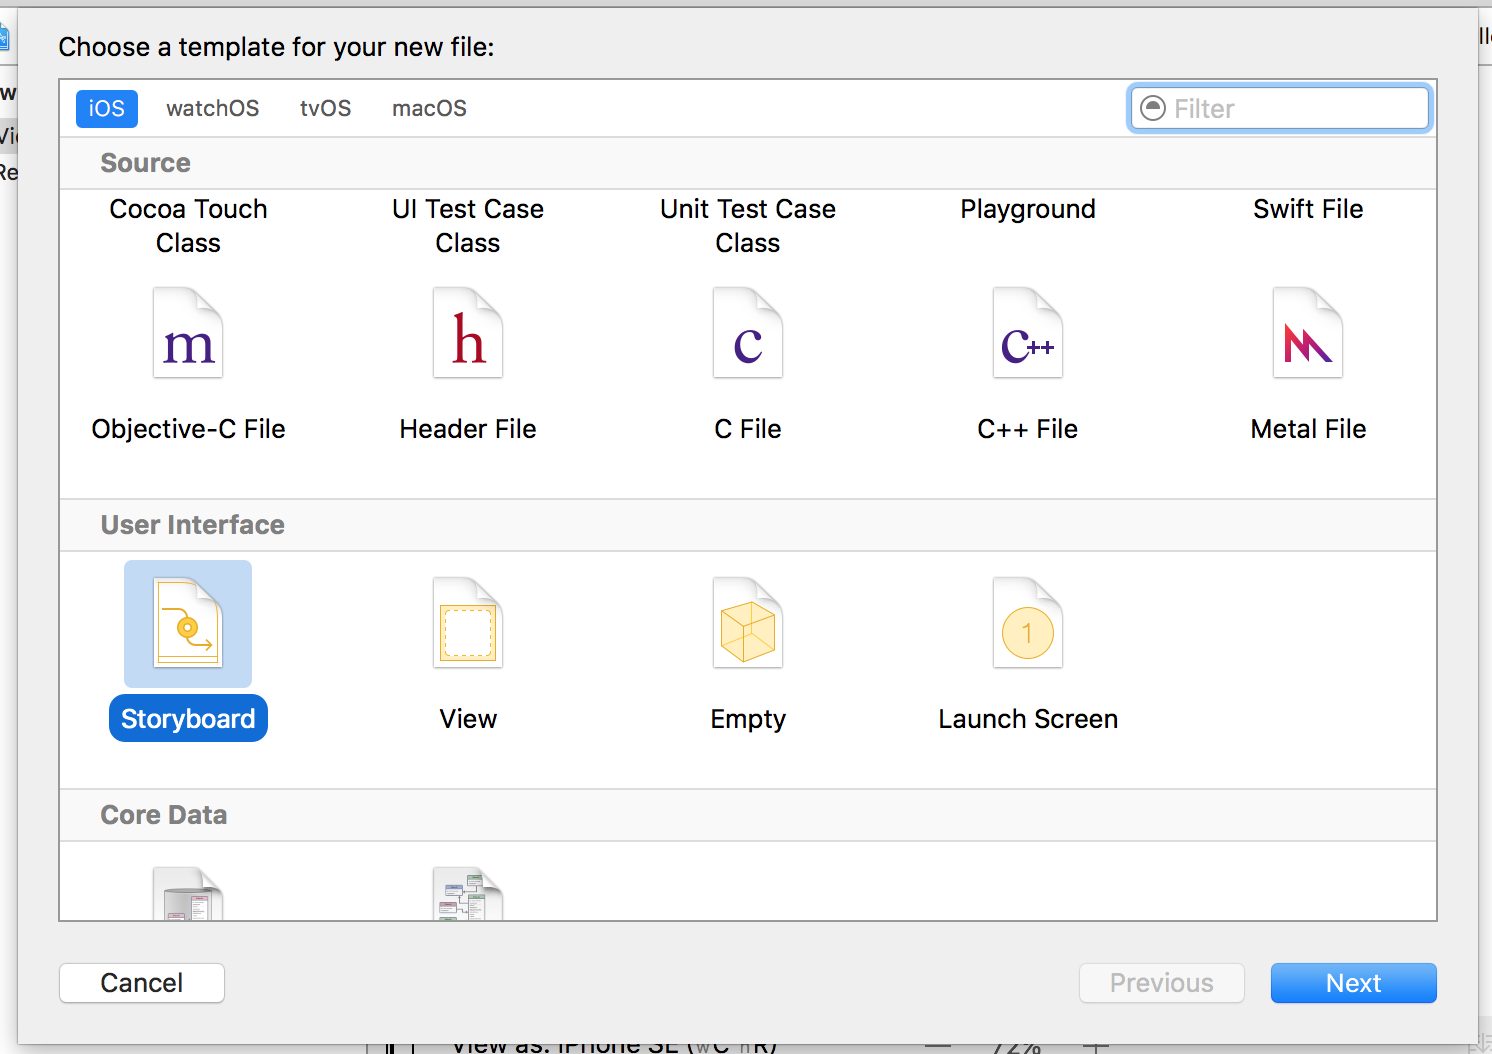 Choose a template for your new file:
iOS watchOS tvOS macOS Filter
Source
Cocoa Touch Class
UI Test Case Class
Unit Test Case Class
Playground
Swift File
m
h
c
C++
Objective-C File
Header File
C File
C++ File
Metal File
User Interface
1
Storyboard
View
Empty
Launch Screen
Core Data
Cancel
Previous
Next
View as: iPhone SE (wC hR)
72%